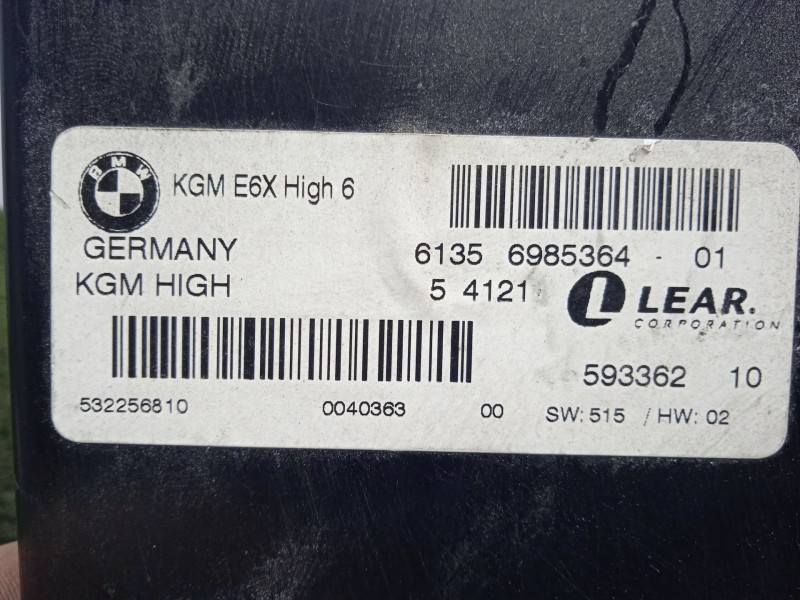 BMW
KGM E6X High 6
GERMANY 6135 6985364 - 01
KGM HIGH 5 4121 L LEAR.
CORPORATION
593362 10
532256810 0040363 00 SW: 515 / HW: 02